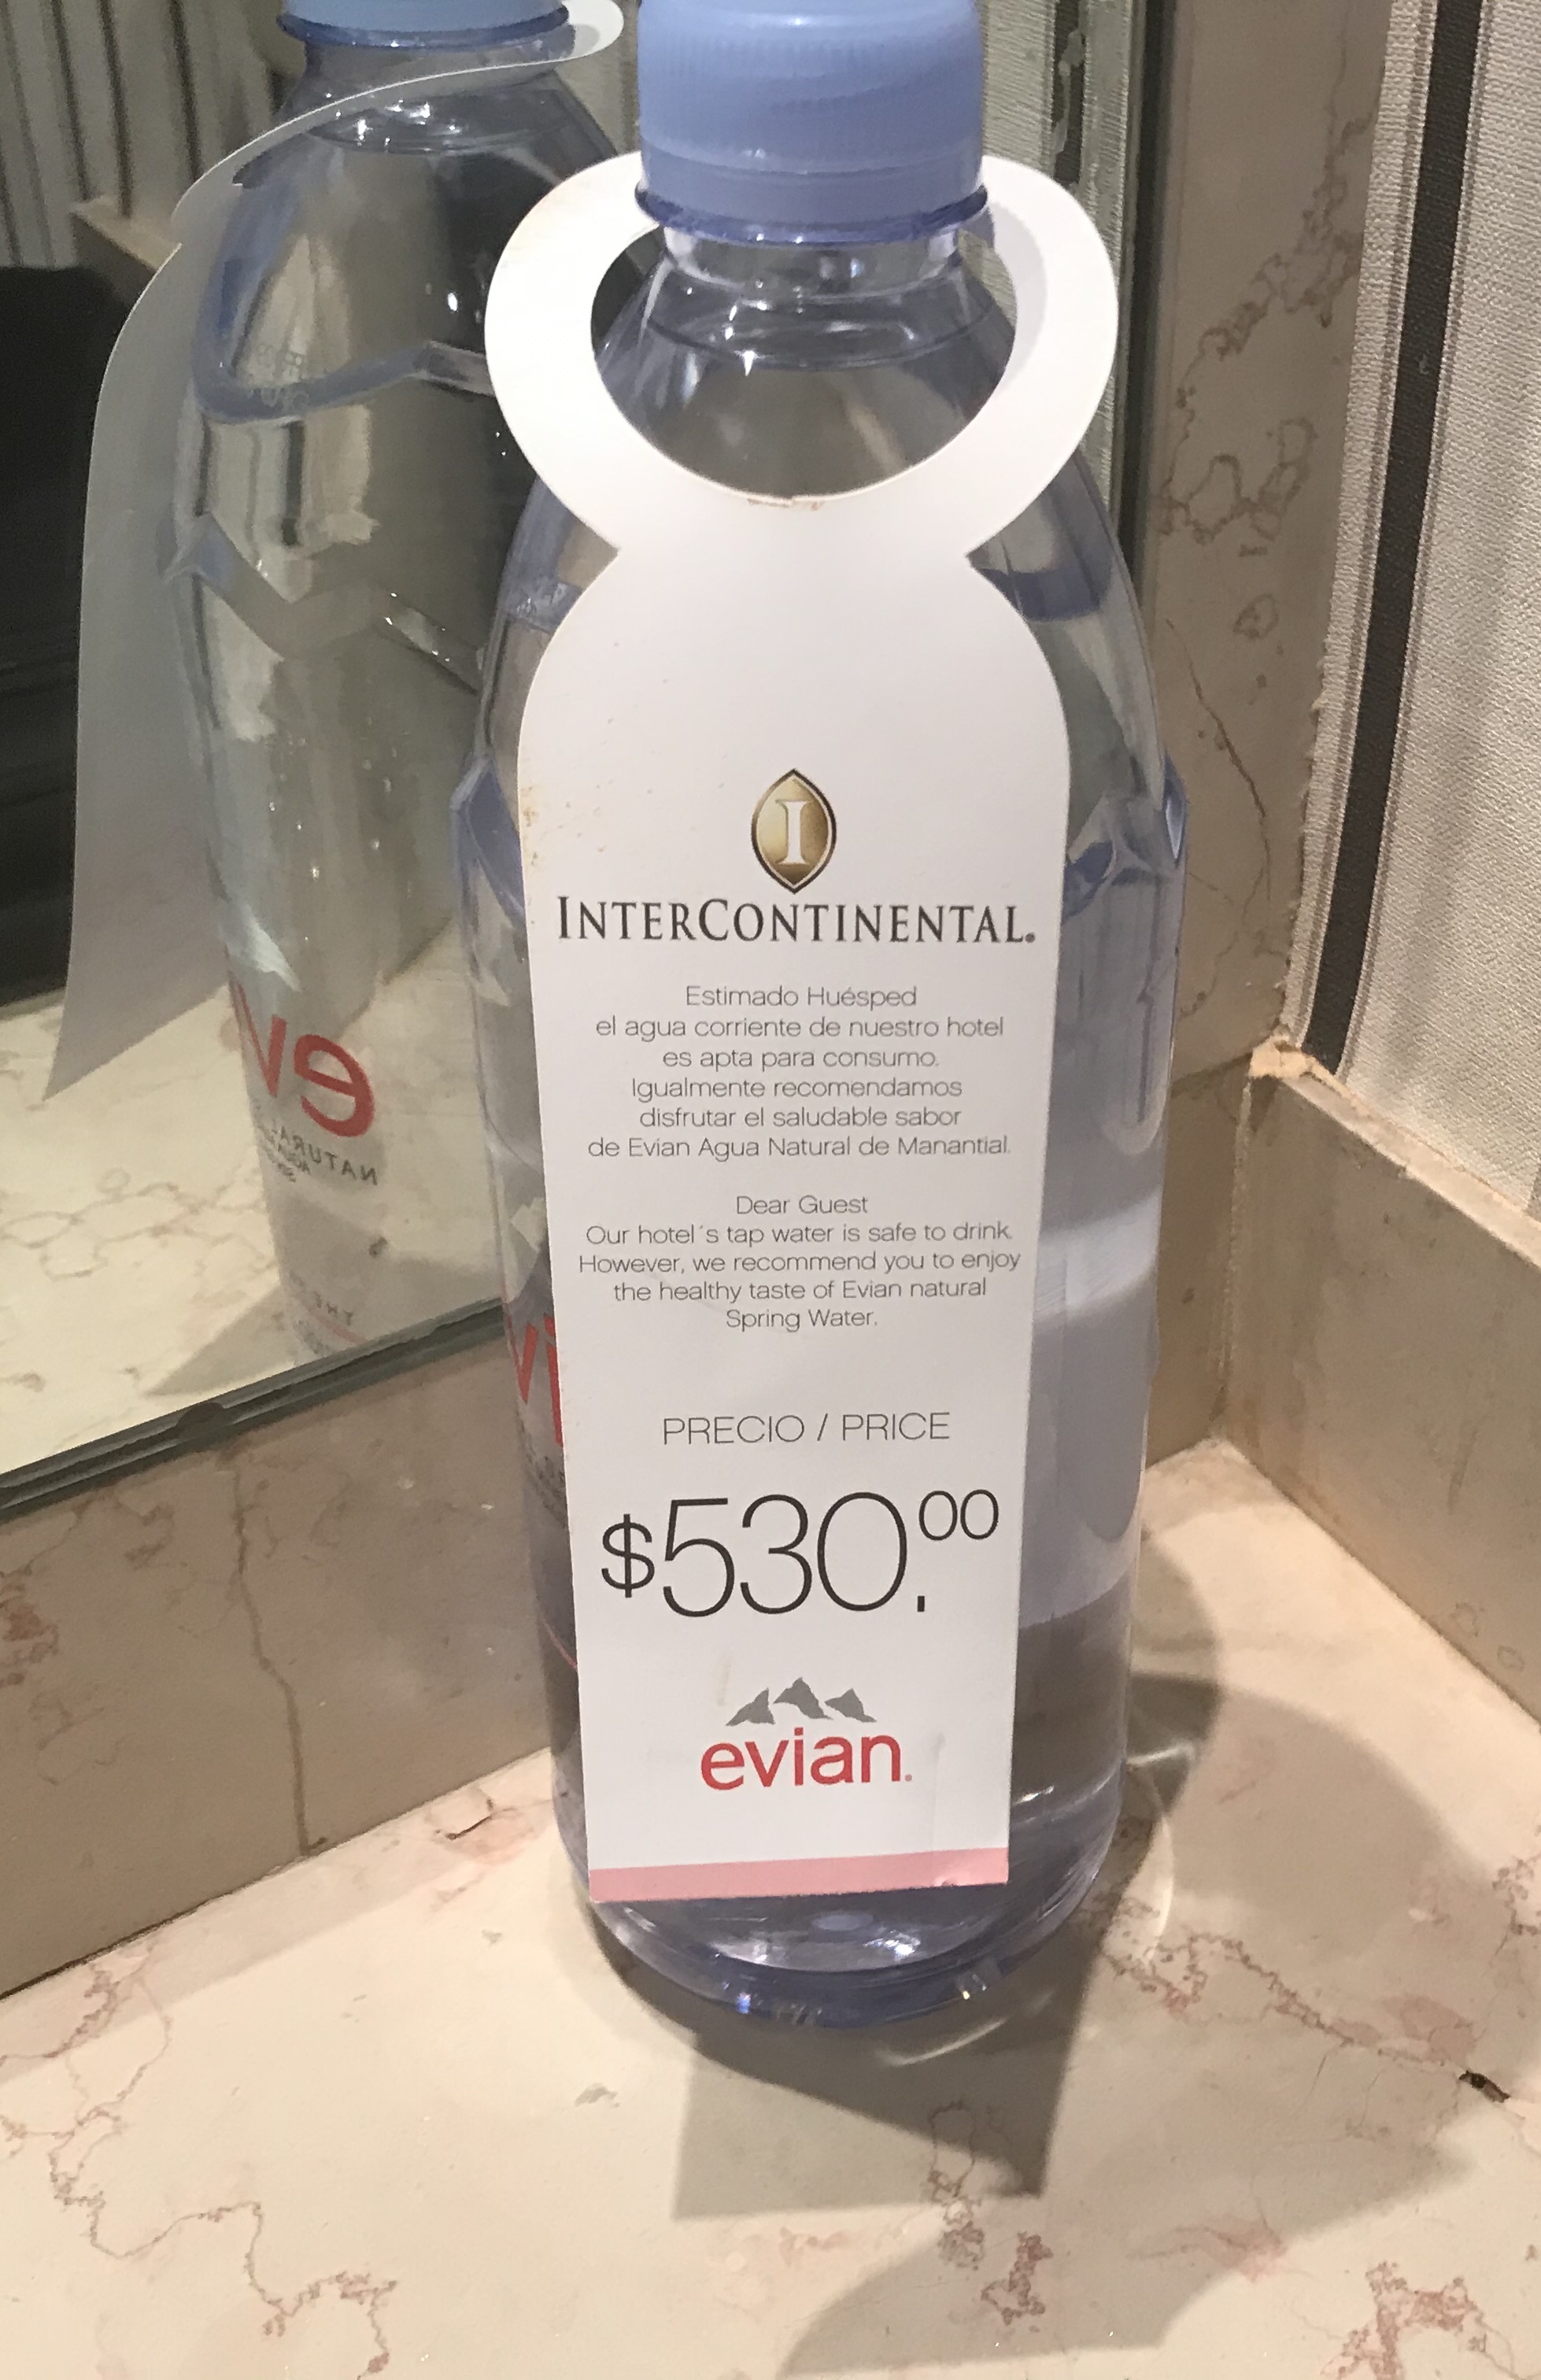 I
INTERCONTINENTAL.
Estimado Huésped
el agua corriente de nuestro hotel
es apta para consumo.
Igualmente recomendamos
disfrutar el saludable sabor
de Evian Agua Natural de Manantial.
Dear Guest
Our hotel´s tap water is safe to drink.
However, we recommend you to enjoy
the healthy taste of Evian natural
Spring Water.
PRECIO / PRICE
$530.00
evian.